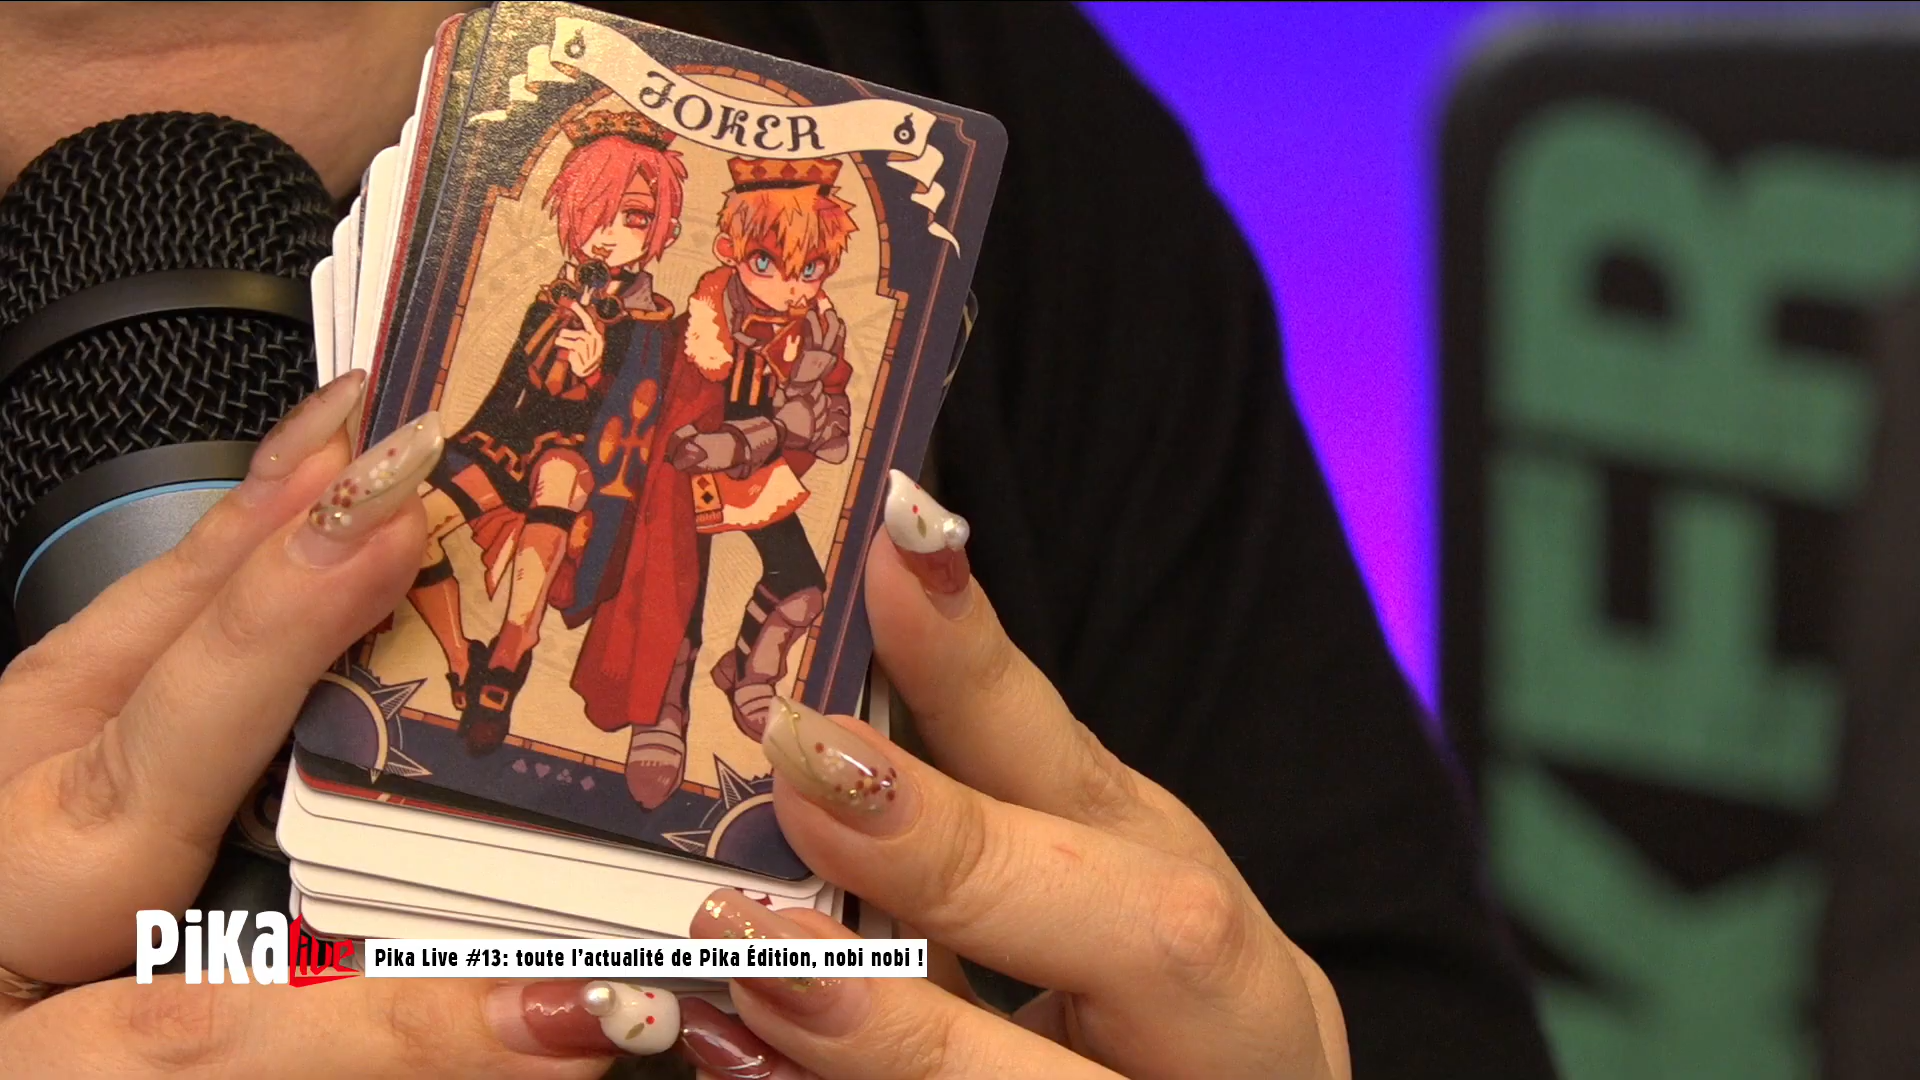 JOKER
PiKA
live
Pika Live #13: toute l'actualité de Pika Édition, nobi nobi !